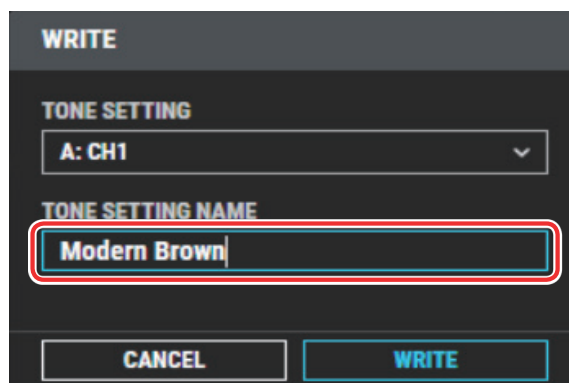 WRITE
TONE SETTING
A: CH1
TONE SETTING NAME
Modern Brown
CANCEL WRITE